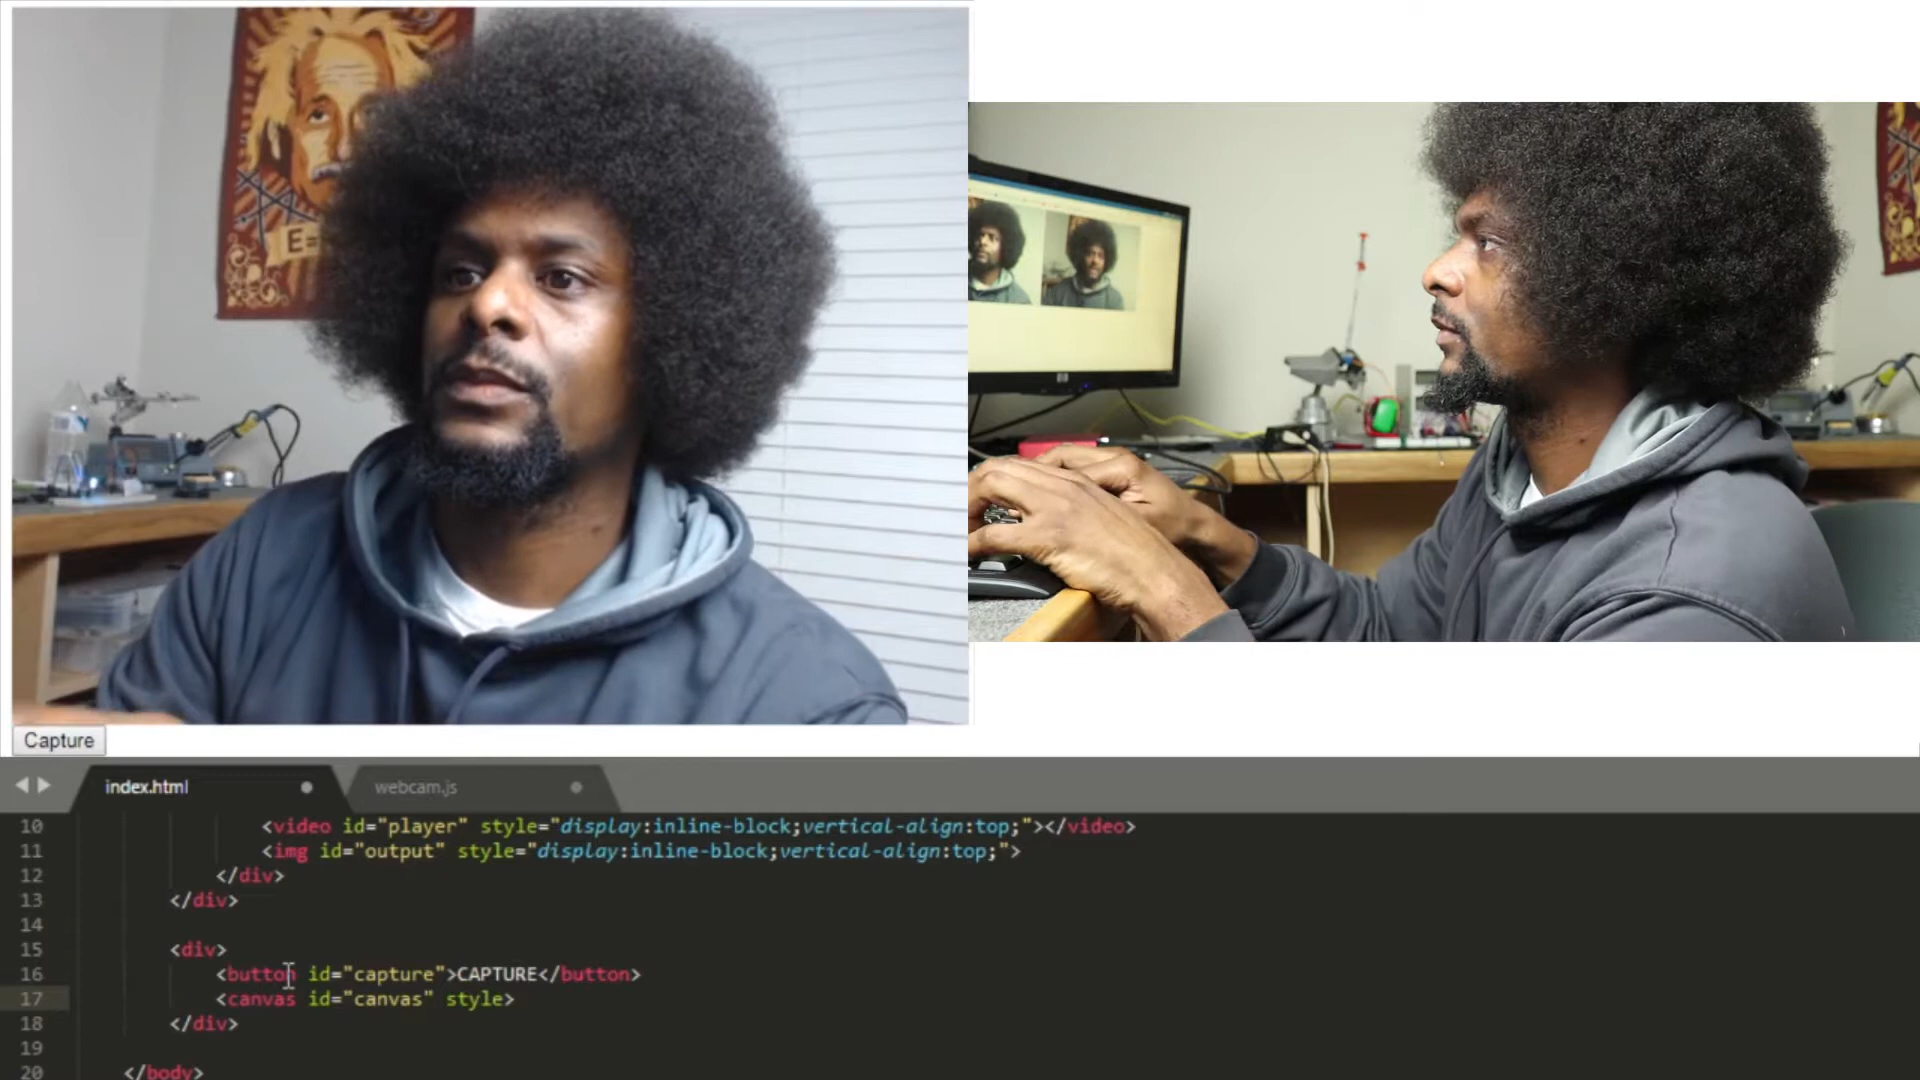 E=
Capture
index.html
webcam.js
10 <video id="player" style="display:inline-block;vertical-align:top;"></video>
11 <img id="output" style="display:inline-block;vertical-align:top;">
12 </div>
13 </div>
14
15 <div>
16 <button id="capture">CAPTURE</button>
17 <canvas id="canvas" style>
18 </div>
19
20 </body>